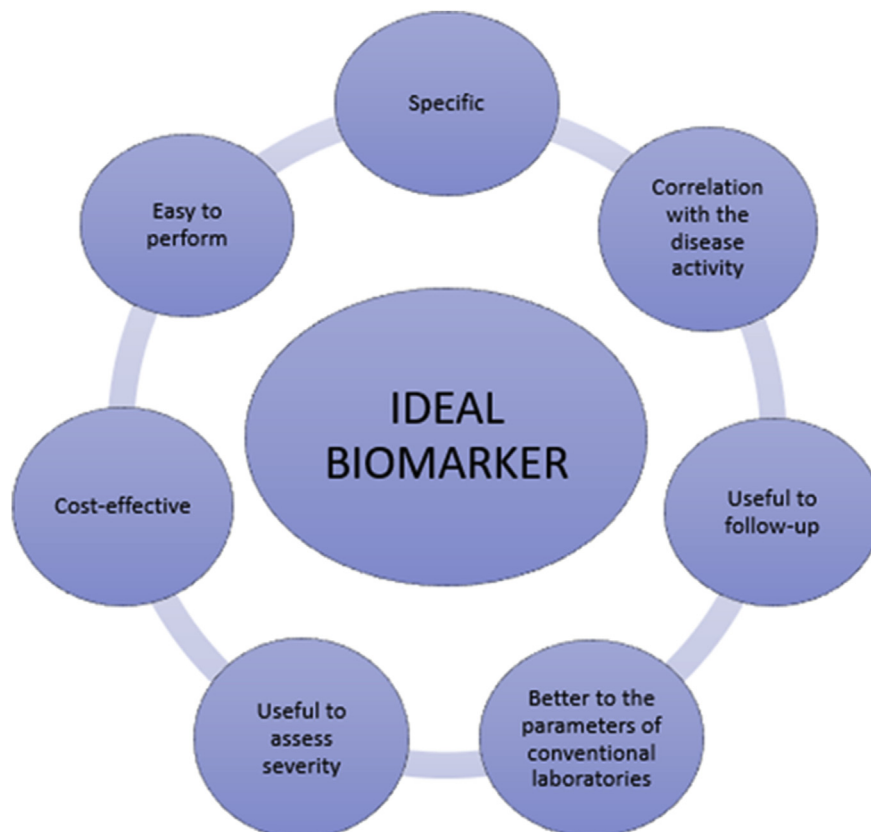 Specific
Correlation
with the
disease
activity
Useful to
follow-up
Better to the
parameters of
conventional
laboratories
Useful to
assess
severity
Cost-effective
Easy to
perform
IDEAL
BIOMARKER